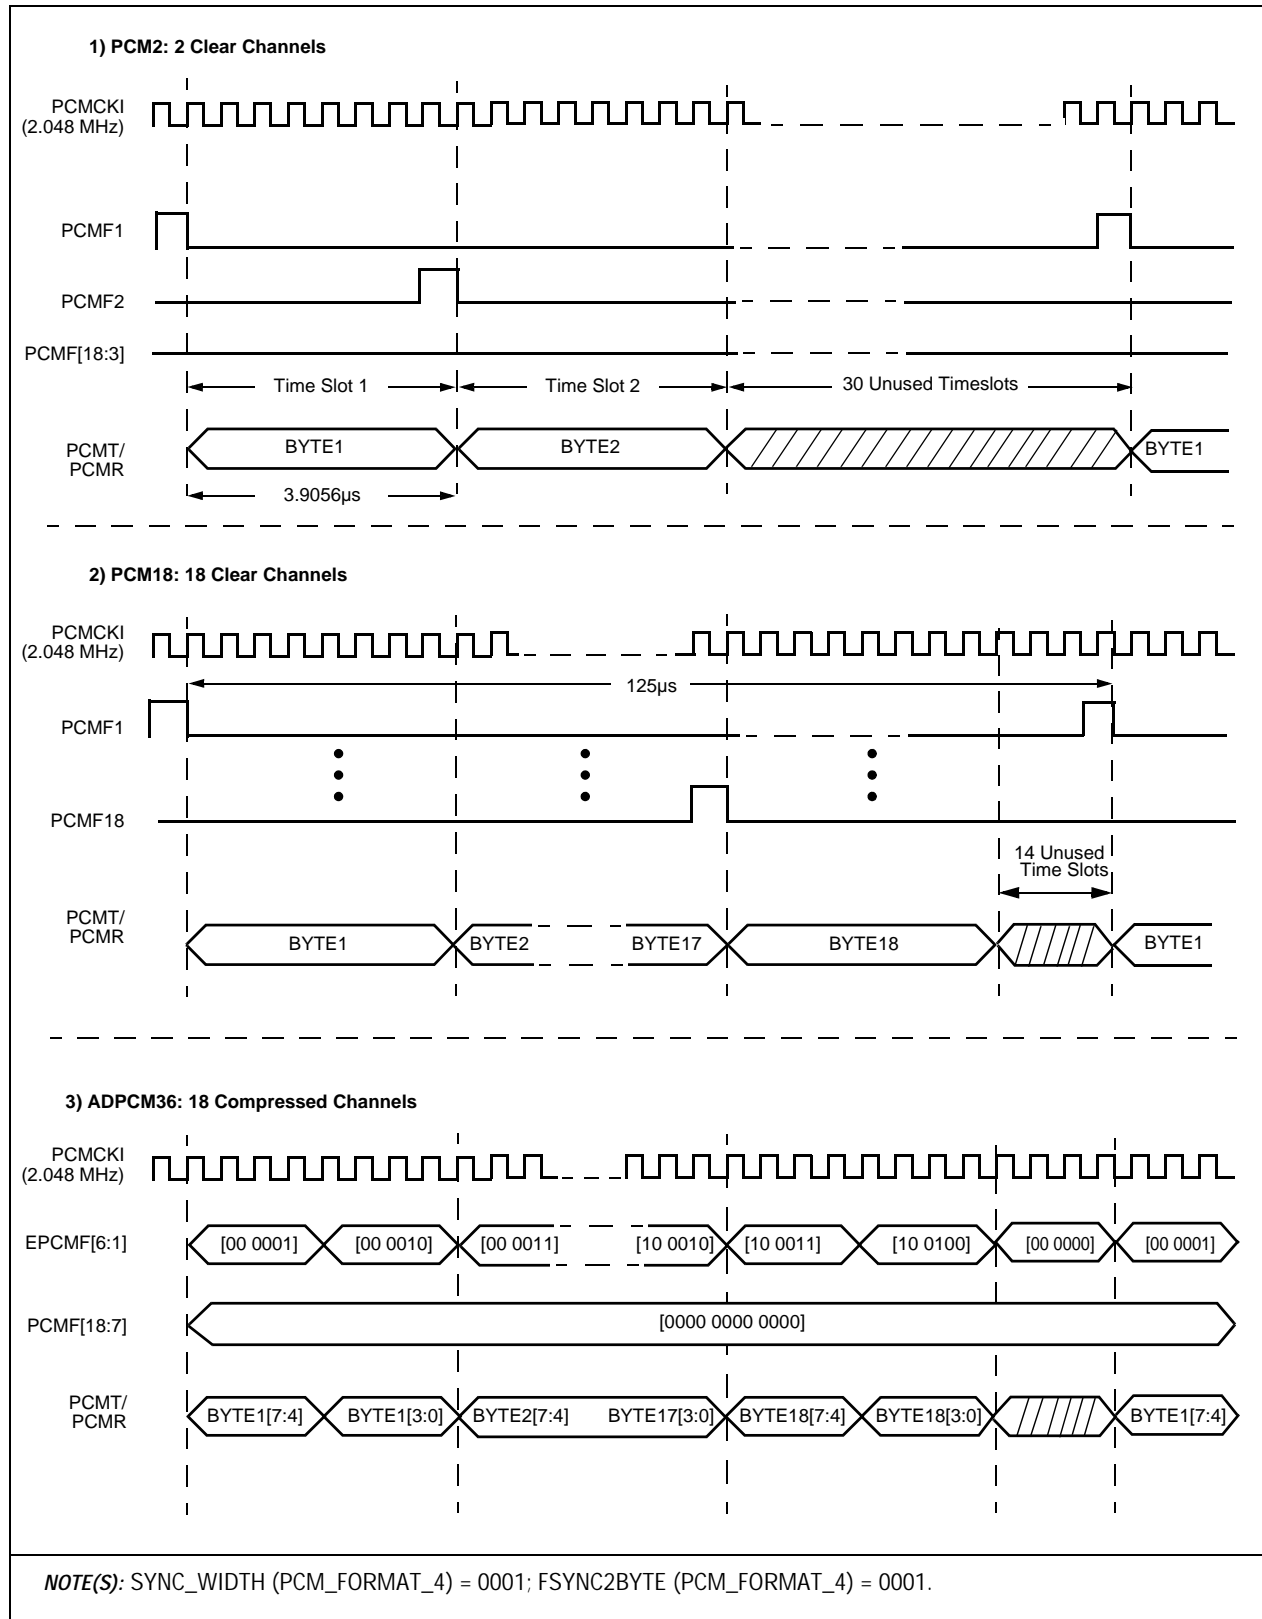 1) PCM2: 2 Clear Channels
PCMCKI
(2.048 MHz)
PCMF1
PCMF2
PCMF[18:3]
Time Slot 1
Time Slot 2
30 Unused Timeslots
PCMT/
PCMR
BYTE1
BYTE2
BYTE1
3.9056µs
2) PCM18: 18 Clear Channels
PCMCKI
(2.048 MHz)
125µs
PCMF1
PCMF18
14 Unused
Time Slots
PCMT/
PCMR
BYTE1
BYTE2
BYTE17
BYTE18
BYTE1
3) ADPCM36: 18 Compressed Channels
PCMCKI
(2.048 MHz)
EPCMF[6:1]
[00 0001]
[00 0010]
[00 0011]
[10 0010]
[10 0011]
[10 0100]
[00 0000]
[00 0001]
PCMF[18:7]
[0000 0000 0000]
PCMT/
PCMR
BYTE1[7:4]
BYTE1[3:0]
BYTE2[7:4]
BYTE17[3:0]
BYTE18[7:4]
BYTE18[3:0]
BYTE1[7:4]
NOTE(S): SYNC_WIDTH (PCM_FORMAT_4) = 0001; FSYNC2BYTE (PCM_FORMAT_4) = 0001.